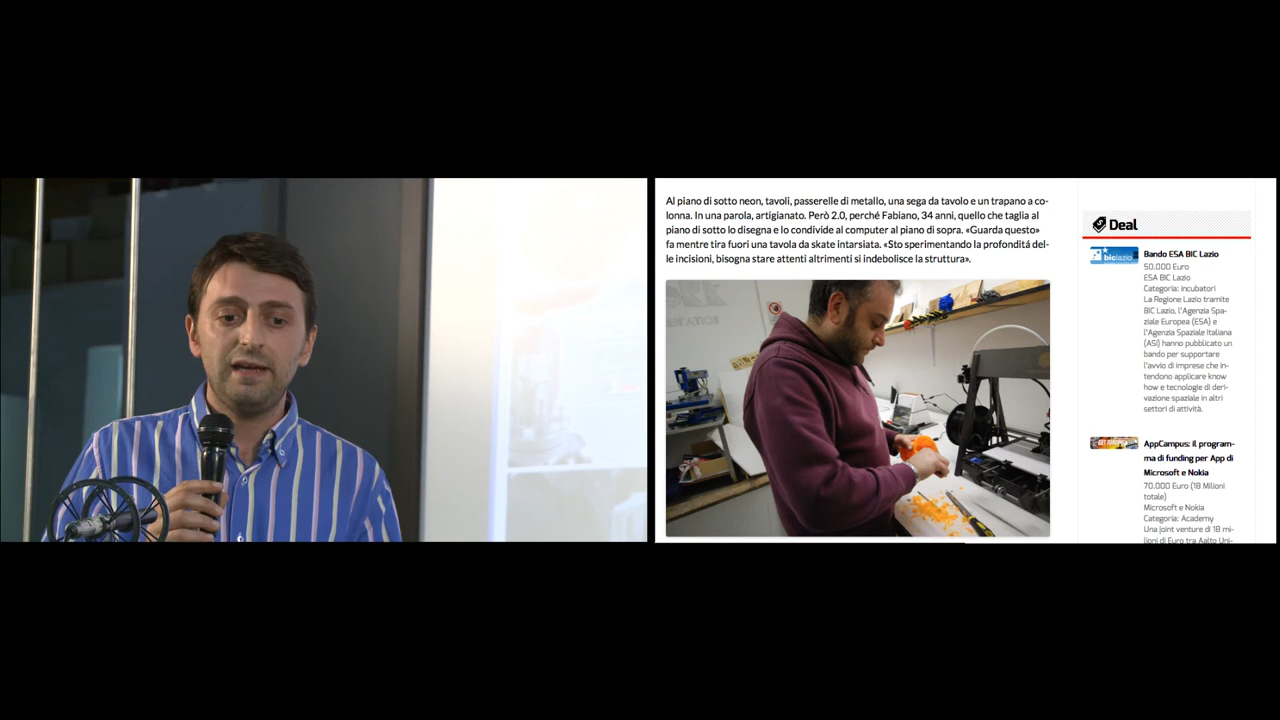 Al piano di sotto neon, tavoli, passerelle di metallo, una sega da tavolo e un trapano a co-
lonna. In una parola, artigianato. Però 2.0, perché Fabiano, 34 anni, quello che taglia al
piano di sotto lo disegna e lo condivide al computer al piano di sopra. «Guarda questo»
fa mentre tira fuori una tavola da skate intarsiata. «Sto sperimentando la profonditá del-
le incisioni, bisogna stare attenti altrimenti si indebolisce la struttura».
Deal
biclazio
Bando ESA BIC Lazio
50.000 Euro
ESA BIC Lazio
Categoria: incubatori
La Regione Lazio tramite
BIC Lazio, l'Agenzia Spa-
ziale Europea (ESA) e
l'Agenzia Spaziale Italiana
(ASI) hanno pubblicato un
bando per supportare
l'avvio di imprese che in-
tendono applicare know
how e tecnologie di deri-
vazione spaziale in altri
settori di attività.
AppCampus: il program-
ma di funding per App di
Microsoft e Nokia
70.000 Euro (18 Milioni
totale)
Microsoft e Nokia
Categoria: Academy
Una joint venture di 18 mi-
lioni di Euro tra Aalto Uni-